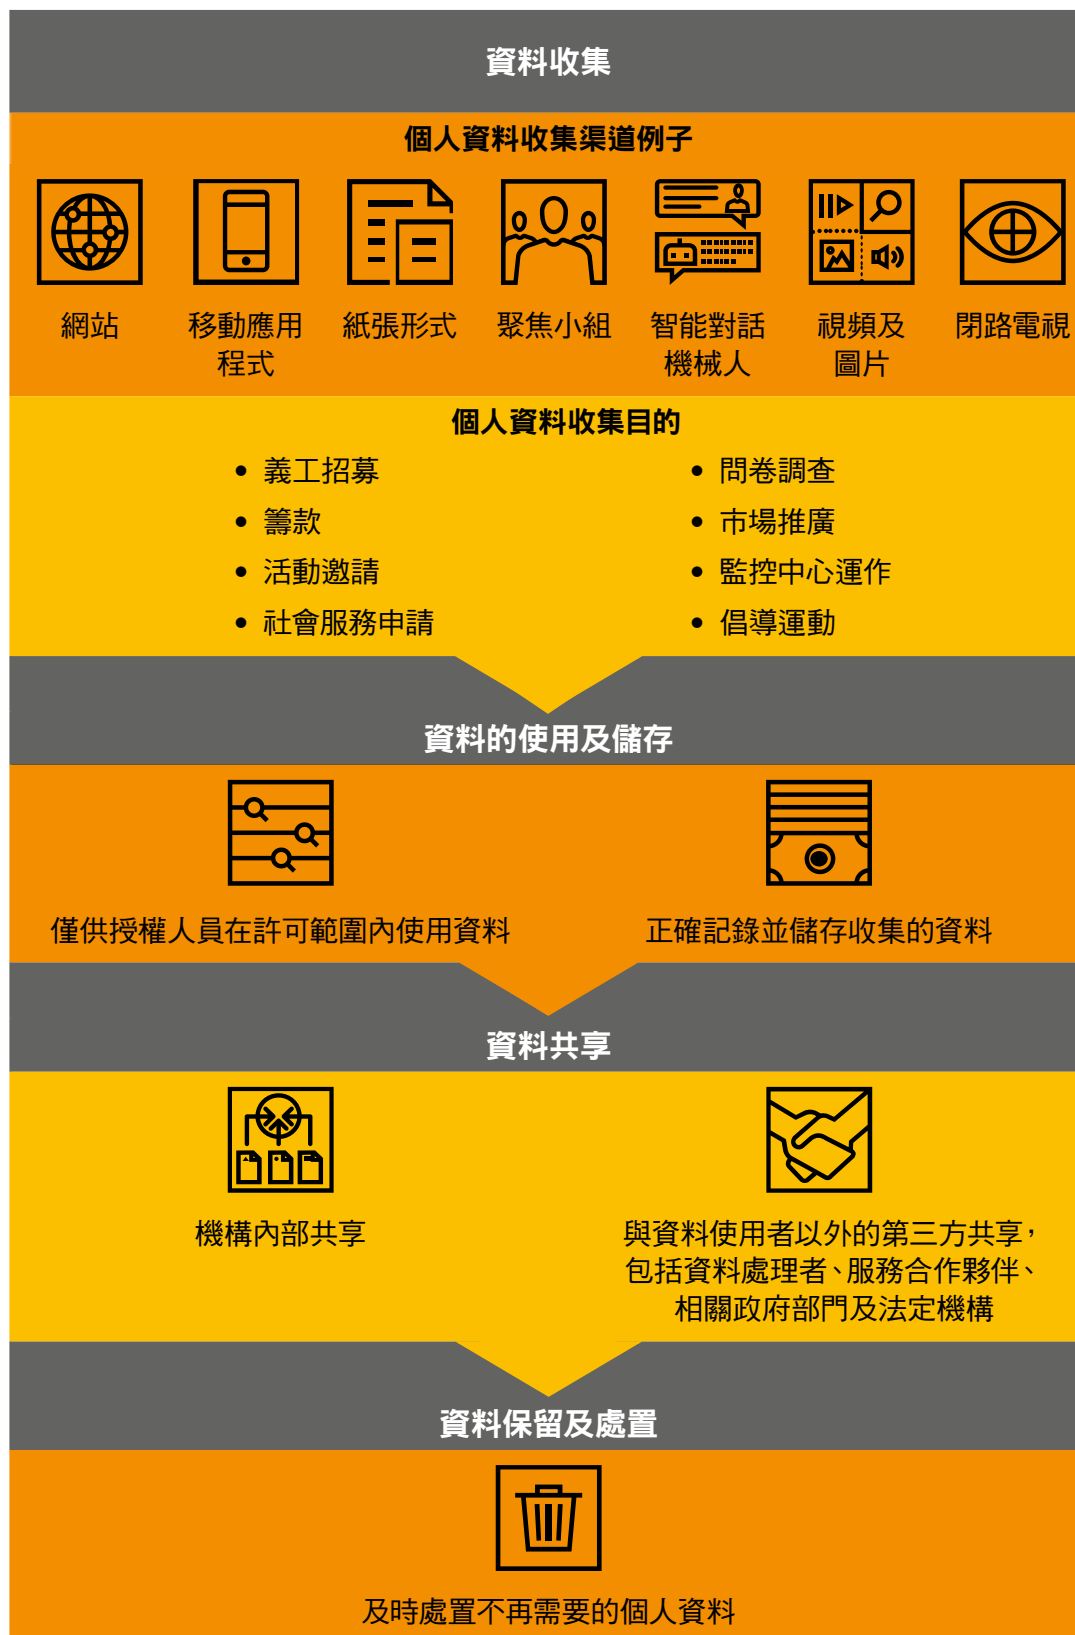 資料收集
個人資料收集渠道例子
網站
移動應用
程式
紙張形式
聚焦小組
智能對話
機械人
視頻及
圖片
閉路電視
個人資料收集目的
• 義工招募
• 籌款
• 活動邀請
• 社會服務申請
• 問卷調查
• 市場推廣
• 監控中心運作
• 倡導運動
資料的使用及儲存
僅供授權人員在許可範圍內使用資料
正確記錄並儲存收集的資料
資料共享
機構內部共享
與資料使用者以外的第三方共享，
包括資料處理者、服務合作夥伴、
相關政府部門及法定機構
資料保留及處置
及時處置不再需要的個人資料